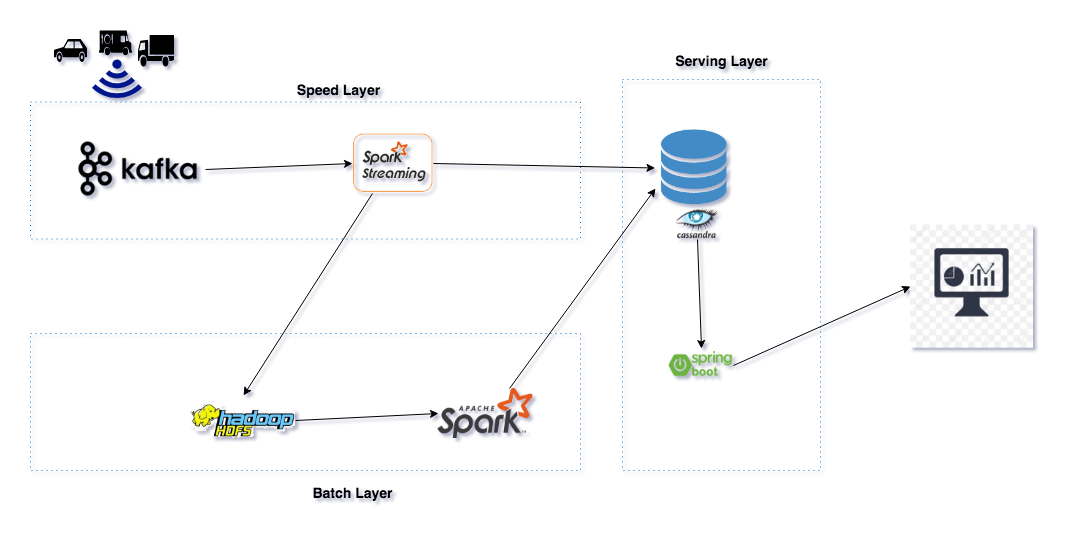 Serving Layer
Speed Layer
kafka
Spark
Streaming
cassandra
spring
boot
hadoop
HDFS
APACHE
Spark
Batch Layer